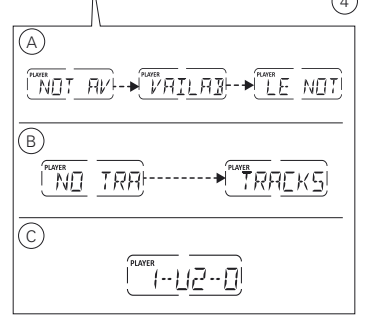 4
A
PLAYER PLAYER PLAYER
NOT AV VAILAB LE NOT
B
PLAYER PLAYER
NO TRA TRACKS
C
PLAYER
1-U2-0